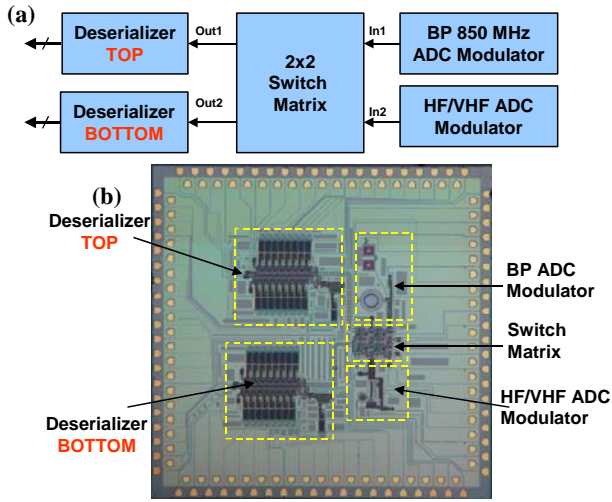 (a)
Deserializer
TOP
Out1
2x2
Switch
Matrix
In1
BP 850 MHz
ADC Modulator
Deserializer
BOTTOM
Out2
In2
HF/VHF ADC
Modulator
(b)
Deserializer
TOP
BP ADC
Modulator
Switch
Matrix
Deserializer
BOTTOM
HF/VHF ADC
Modulator